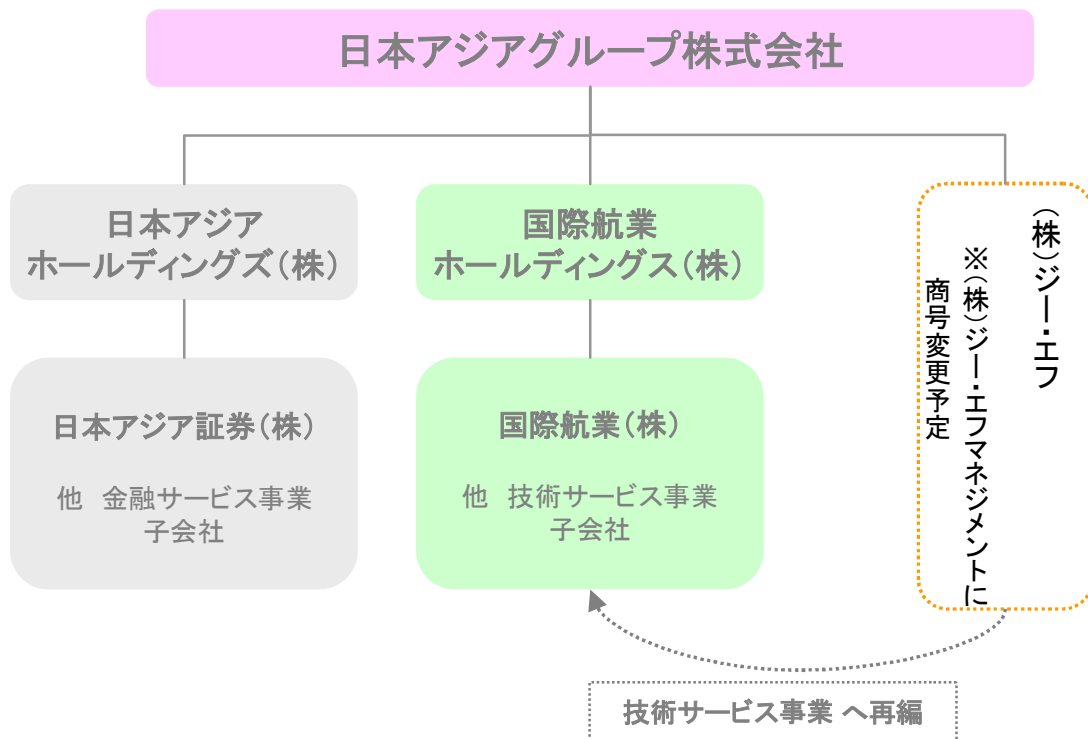 日本アジアグループ株式会社
日本アジア
ホールディングズ(株)
国際航業
ホールディングス(株)
(株)ジー・エフ
※(株)ジー・エフマネジメントに
商号変更予定
日本アジア証券(株)
他　金融サービス事業
子会社
国際航業(株)
他　技術サービス事業
子会社
技術サービス事業 へ再編